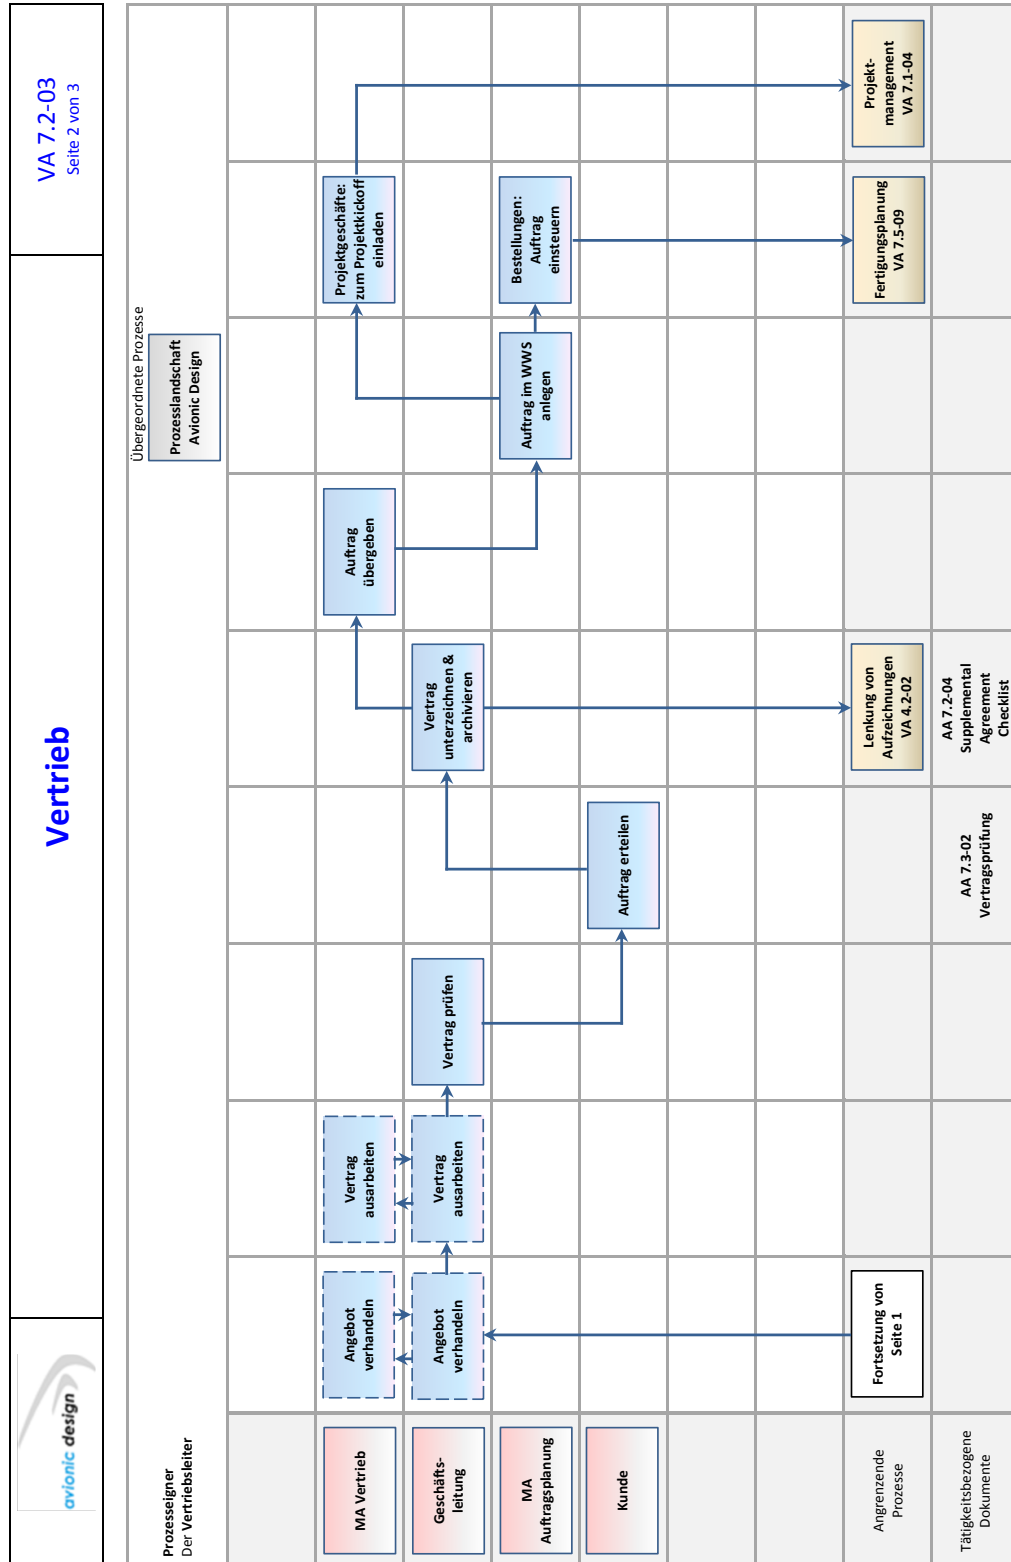 avionic design
Vertrieb
VA 7.2-03
Seite 2 von 3
Prozesseigner
Der Vertriebsleiter
Übergeordnete Prozesse
Prozesslandschaft
Avionic Design
MA Vertrieb
Angebot
verhandeln
Vertrag
ausarbeiten
Auftrag
übergeben
Projektgeschäfte:
zum Projektkickoff
einladen
Geschäfts-
leitung
Angebot
verhandeln
Vertrag
ausarbeiten
Vertrag prüfen
Vertrag
unterzeichnen &
archivieren
MA
Auftragsplanung
Auftrag im WWS
anlegen
Bestellungen:
Auftrag
einsteuern
Kunde
Auftrag erteilen
Angrenzende
Prozesse
Fortsetzung von
Seite 1
Lenkung von
Aufzeichnungen
VA 4.2-02
Fertigungsplanung
VA 7.5-09
Projekt-
management
VA 7.1-04
Tätigkeitsbezogene
Dokumente
AA 7.3-02
Vertragsprüfung
AA 7.2-04
Supplemental
Agreement
Checklist